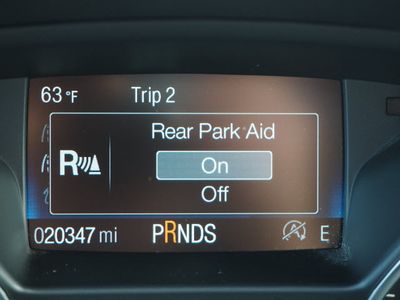 63 °F Trip 2
Rear Park Aid
R On
Off
020347 mi PRNDS A E